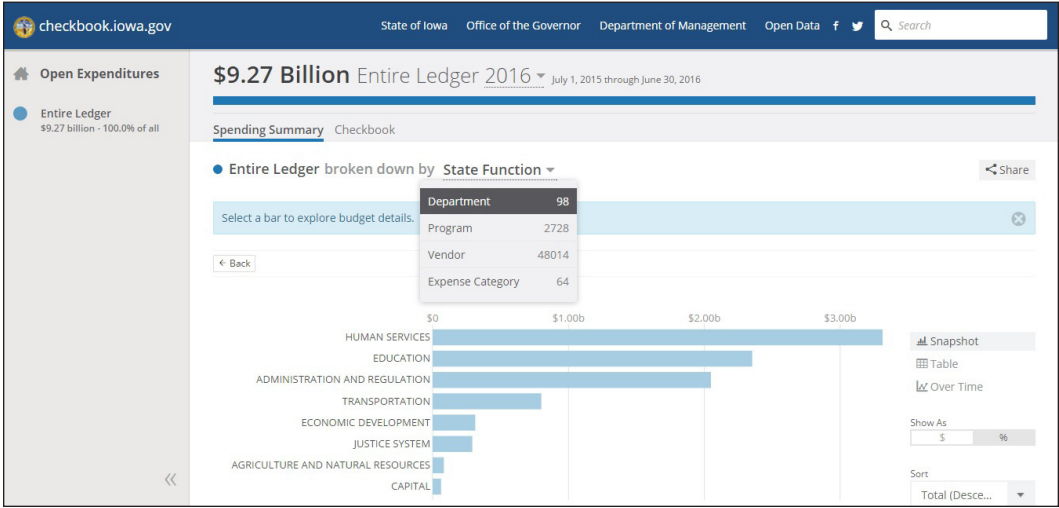 checkbook.iowa.gov
State of Iowa Office of the Governor Department of Management Open Data f Search
Open Expenditures
Entire Ledger
$9.27 billion - 100.0% of all
$9.27 Billion Entire Ledger 2016 July 1, 2015 through June 30, 2016
Spending Summary Checkbook
Entire Ledger broken down by State Function
Share
Department 98
Program 2728
Vendor 48014
Expense Category 64
Select a bar to explore budget details.
← Back
$0 $1.00b $2.00b $3.00b
HUMAN SERVICES
EDUCATION
ADMINISTRATION AND REGULATION
TRANSPORTATION
ECONOMIC DEVELOPMENT
JUSTICE SYSTEM
AGRICULTURE AND NATURAL RESOURCES
CAPITAL
Snapshot
Table
Over Time
Show As
$ %
Sort
Total (Desce...